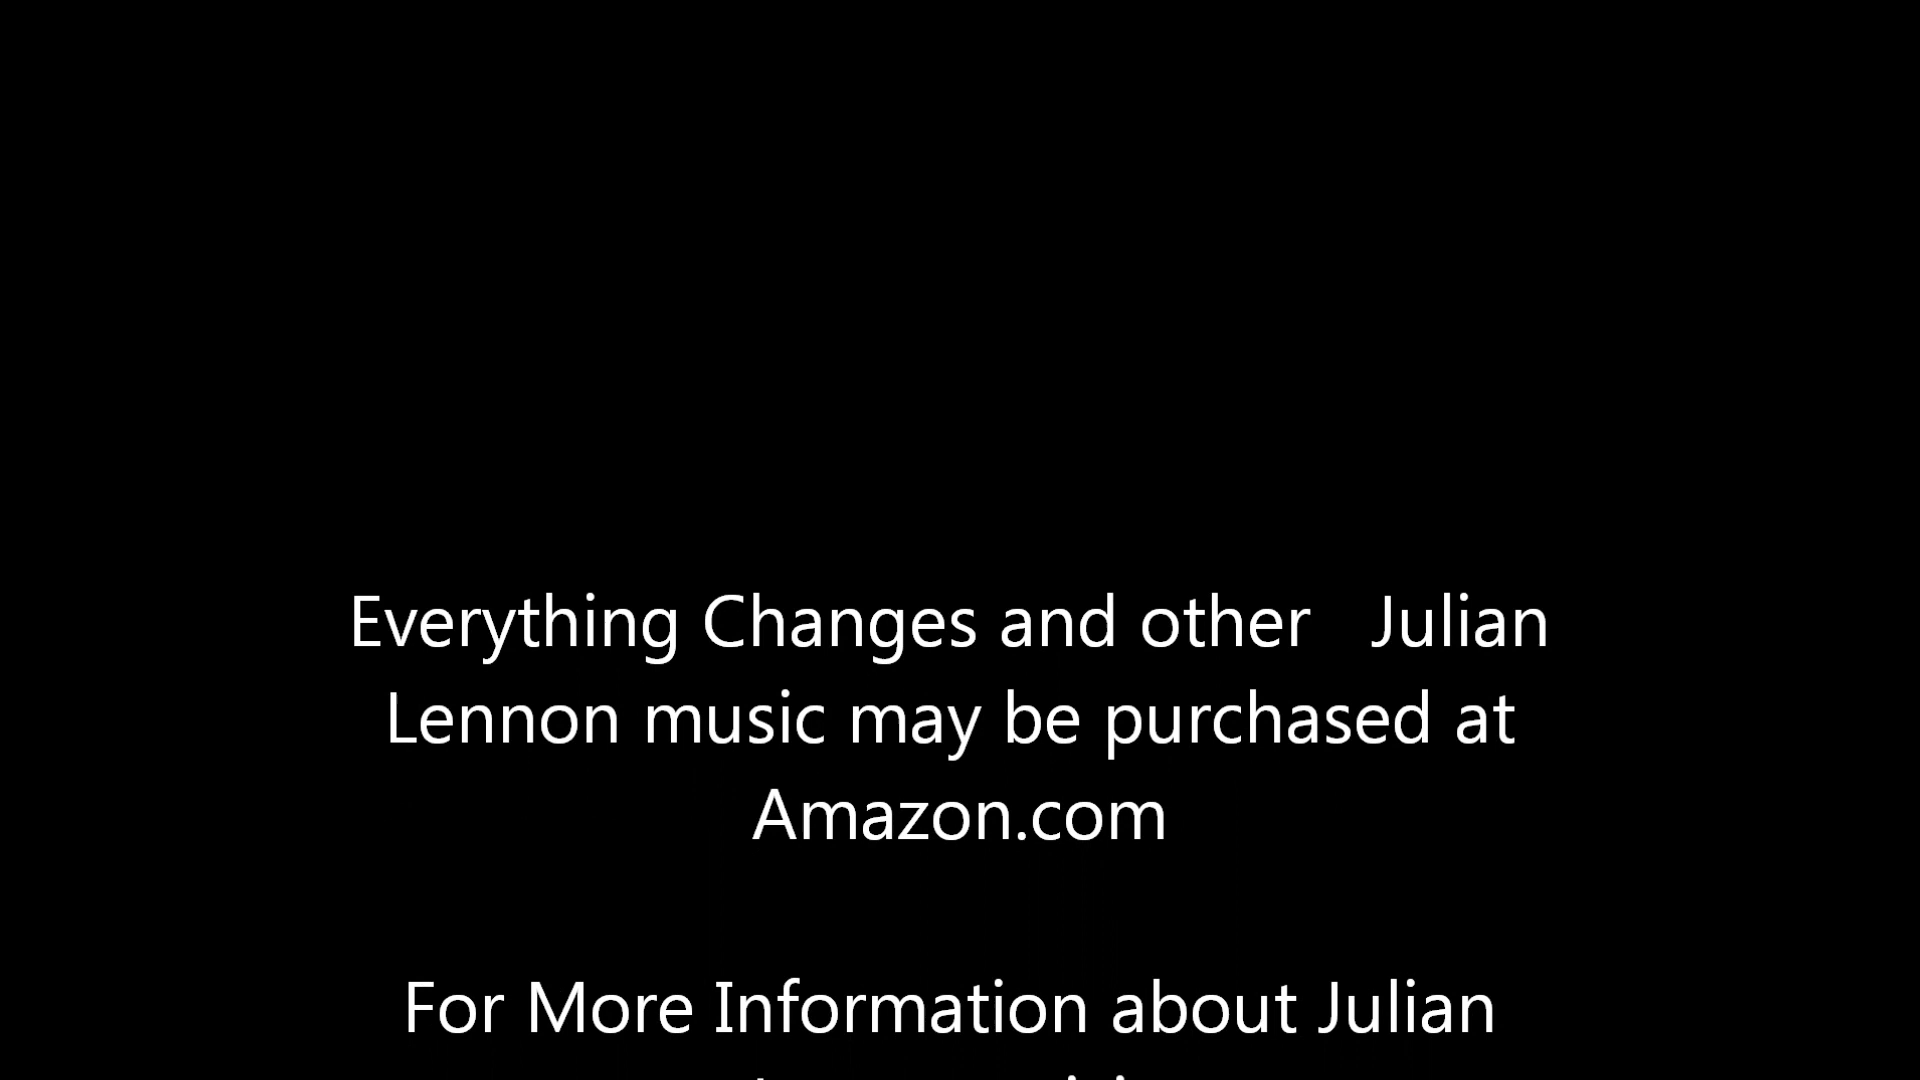 Everything Changes and other   Julian
Lennon music may be purchased at
Amazon.com
For More Information about Julian